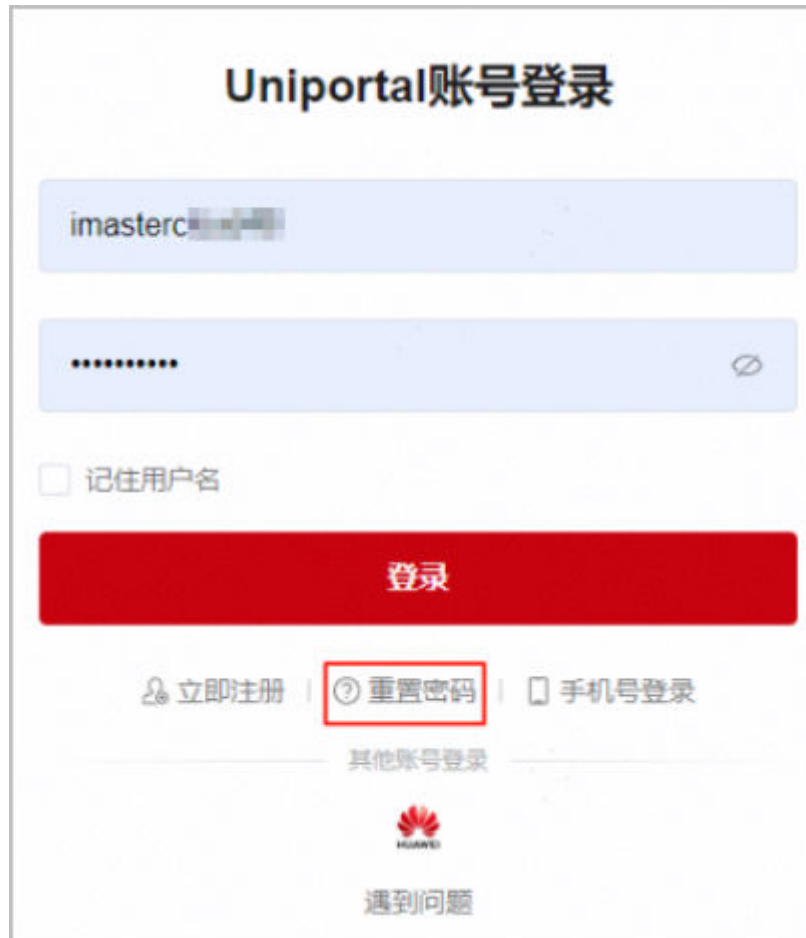 Uniportal账号登录
imasterc
••••••••••
记住用户名
登录
立即注册 | 重置密码 | 手机号登录
其他账号登录
HUAWEI
遇到问题